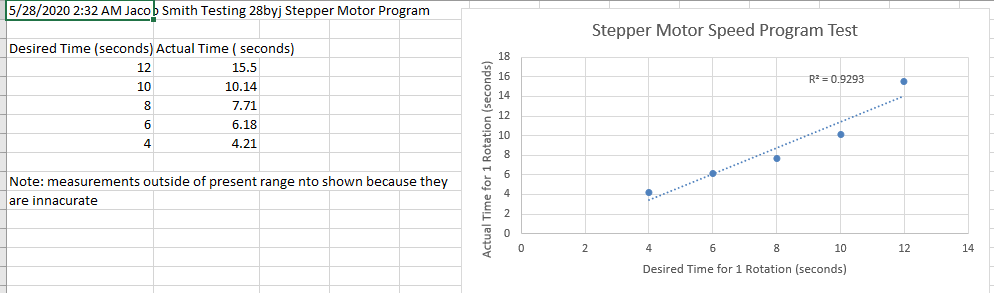 5/28/2020 2:32 AM Jacob Smith Testing 28byj Stepper Motor Program
Desired Time (seconds) Actual Time ( seconds)
12 15.5
10 10.14
8 7.71
6 6.18
4 4.21
Note: measurements outside of present range nto shown because they
are innacurate
Stepper Motor Speed Program Test
Actual Time for 1 Rotation (seconds)
18
16
14
12
10
8
6
4
2
0
R² = 0.9293
0 2 4 6 8 10 12 14
Desired Time for 1 Rotation (seconds)